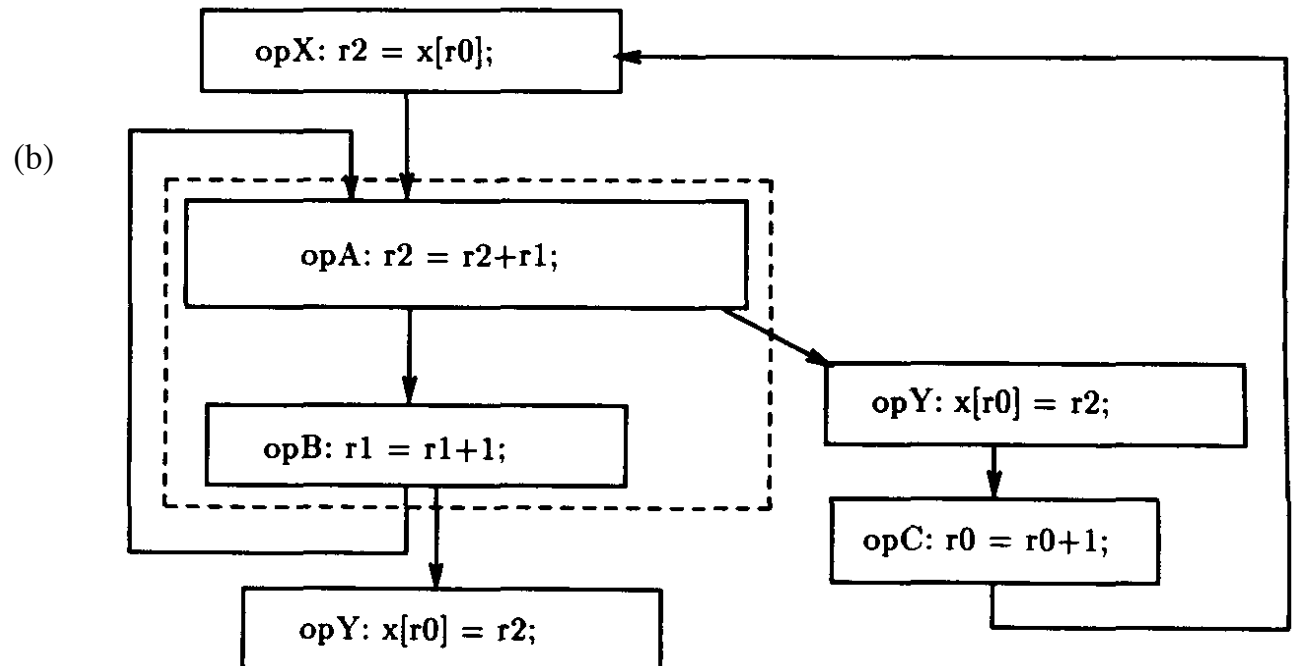 opX: r2 = x[r0];
(b)
opA: r2 = r2+r1;
opY: x[r0] = r2;
opB: r1 = r1+1;
opC: r0 = r0+1;
opY: x[r0] = r2;